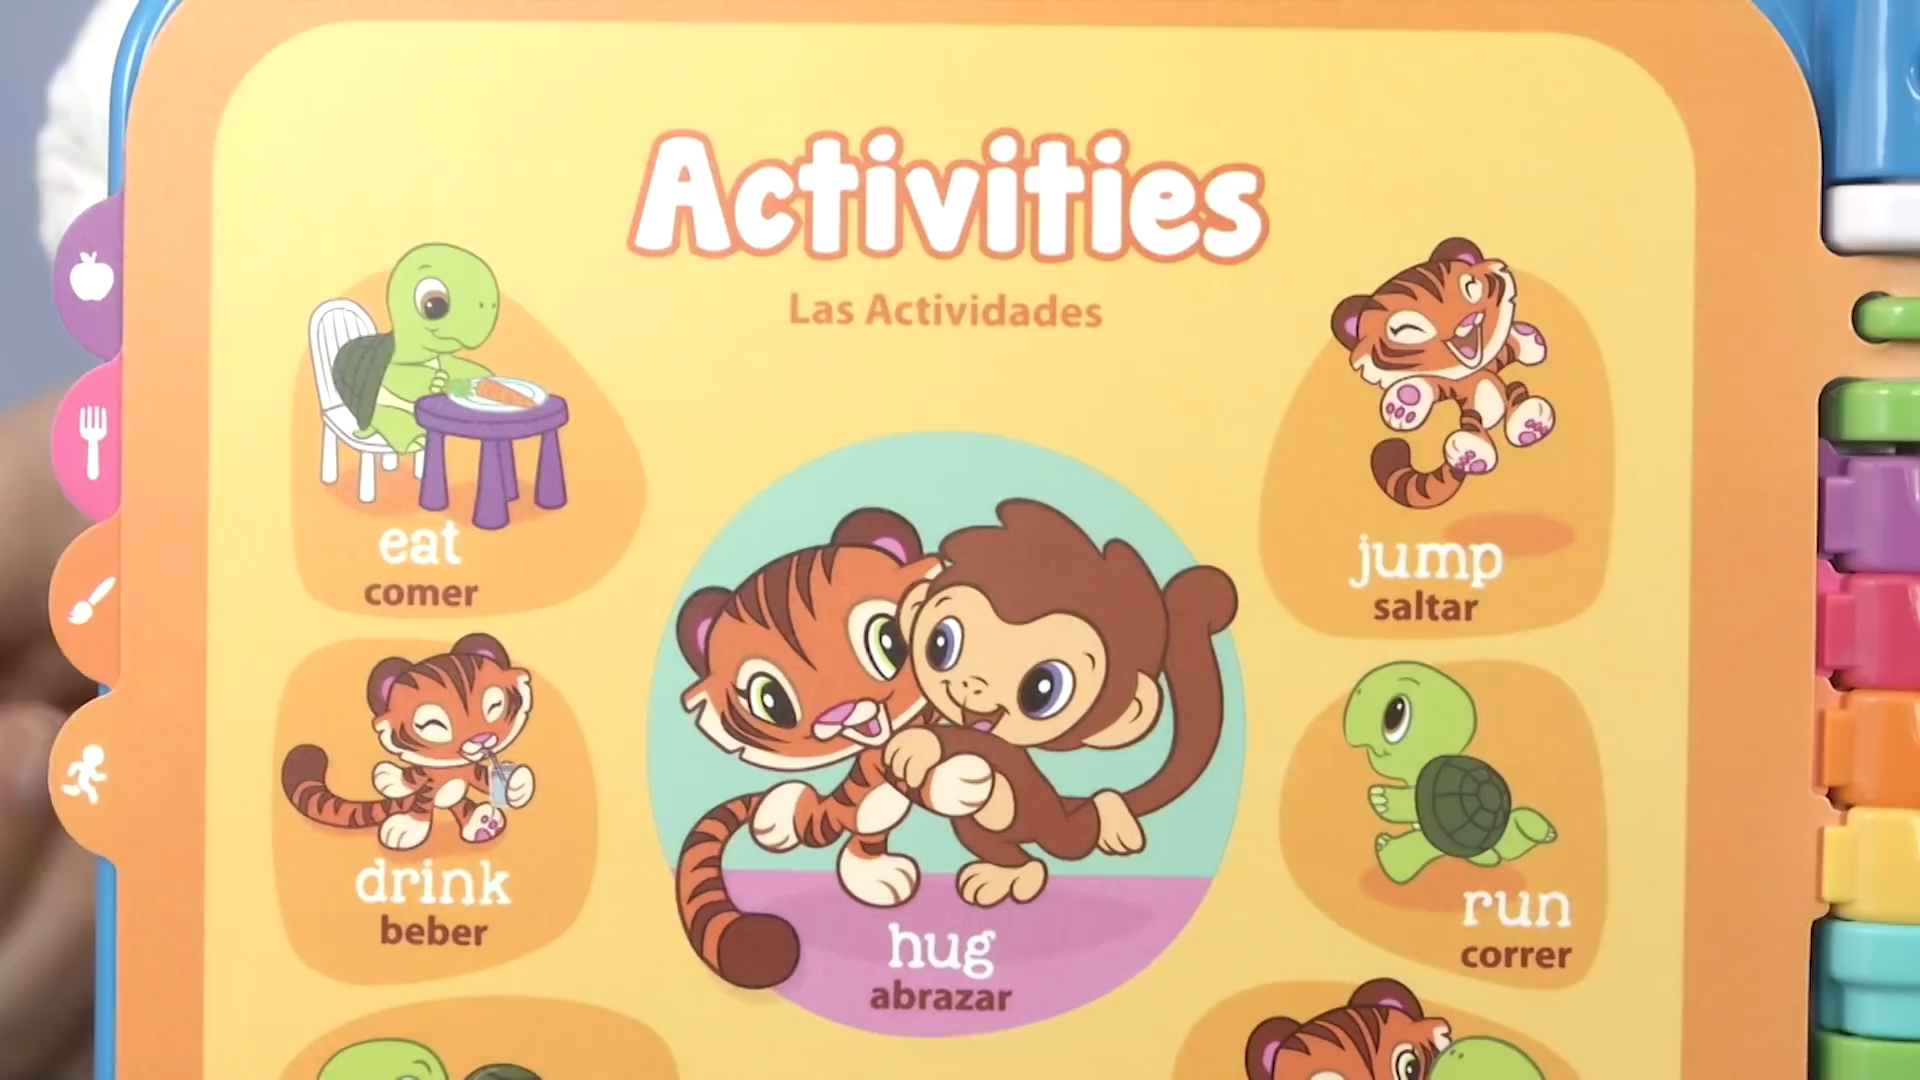 Activities
Las Actividades
eat
comer
jump
saltar
drink
beber
hug
abrazar
run
correr